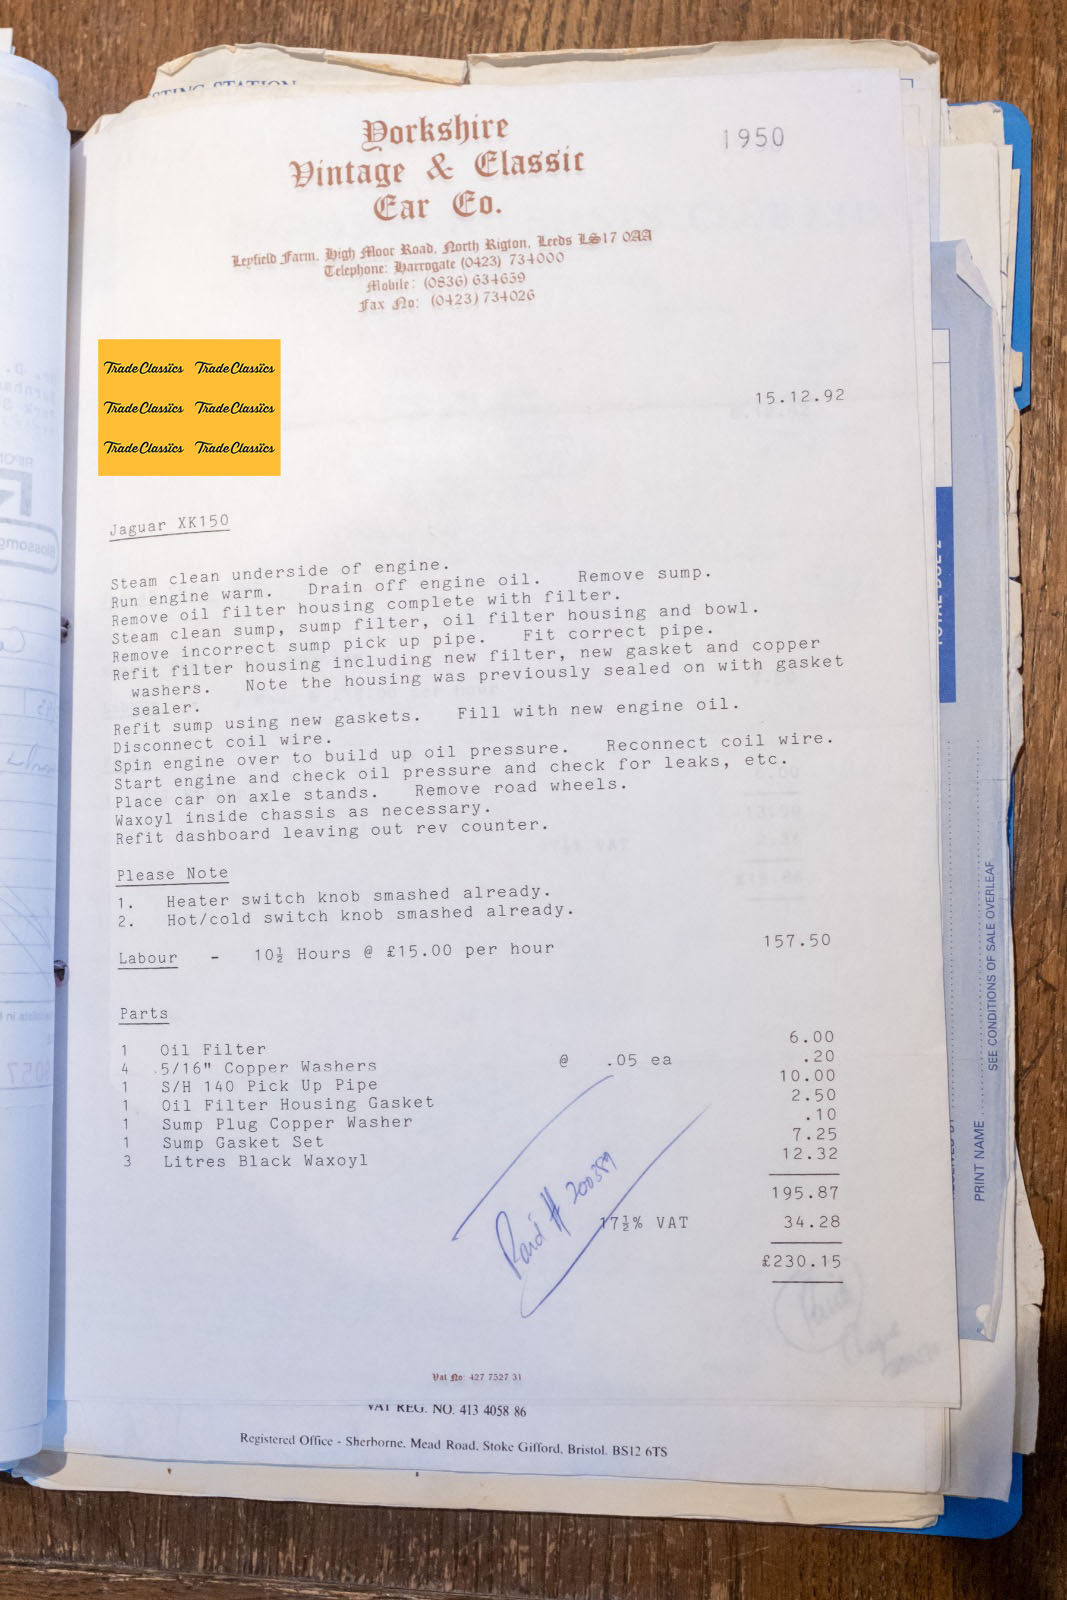 Yorkshire
Vintage & Classic
Car Co.
1950
Leyfield Farm, High Moor Road, North Rigton, Leeds LS17 0AA
Telephone: Harrogate (0423) 734000
Mobile: (0836) 634659
Fax No: (0423) 734026
TradeClassics TradeClassics
TradeClassics TradeClassics
TradeClassics TradeClassics
15.12.92
Jaguar XK150
Steam clean underside of engine.
Run engine warm. Drain off engine oil. Remove sump.
Remove oil filter housing complete with filter.
Steam clean sump, sump filter, oil filter housing and bowl.
Remove incorrect sump pick up pipe. Fit correct pipe.
Refit filter housing including new filter, new gasket and copper
washers. Note the housing was previously sealed on with gasket
sealer.
Refit sump using new gaskets. Fill with new engine oil.
Disconnect coil wire.
Spin engine over to build up oil pressure. Reconnect coil wire.
Start engine and check oil pressure and check for leaks, etc.
Place car on axle stands. Remove road wheels.
Waxoyl inside chassis as necessary.
Refit dashboard leaving out rev counter.
Please Note
1. Heater switch knob smashed already.
2. Hot/cold switch knob smashed already.
Labour - 10½ Hours @ £15.00 per hour 157.50
Parts
1 Oil Filter 6.00
4 5/16" Copper Washers @ .05 ea .20
1 S/H 140 Pick Up Pipe 10.00
1 Oil Filter Housing Gasket 2.50
1 Sump Plug Copper Washer .10
1 Sump Gasket Set 7.25
3 Litres Black Waxoyl 12.32
195.87
17½% VAT 34.28
£230.15
Paid # 200389
Vat No: 427 7527 31
VAT REG. NO. 413 4058 86
Registered Office - Sherborne, Mead Road, Stoke Gifford, Bristol. BS12 6TS
SEE CONDITIONS OF SALE OVERLEAF
PRINT NAME